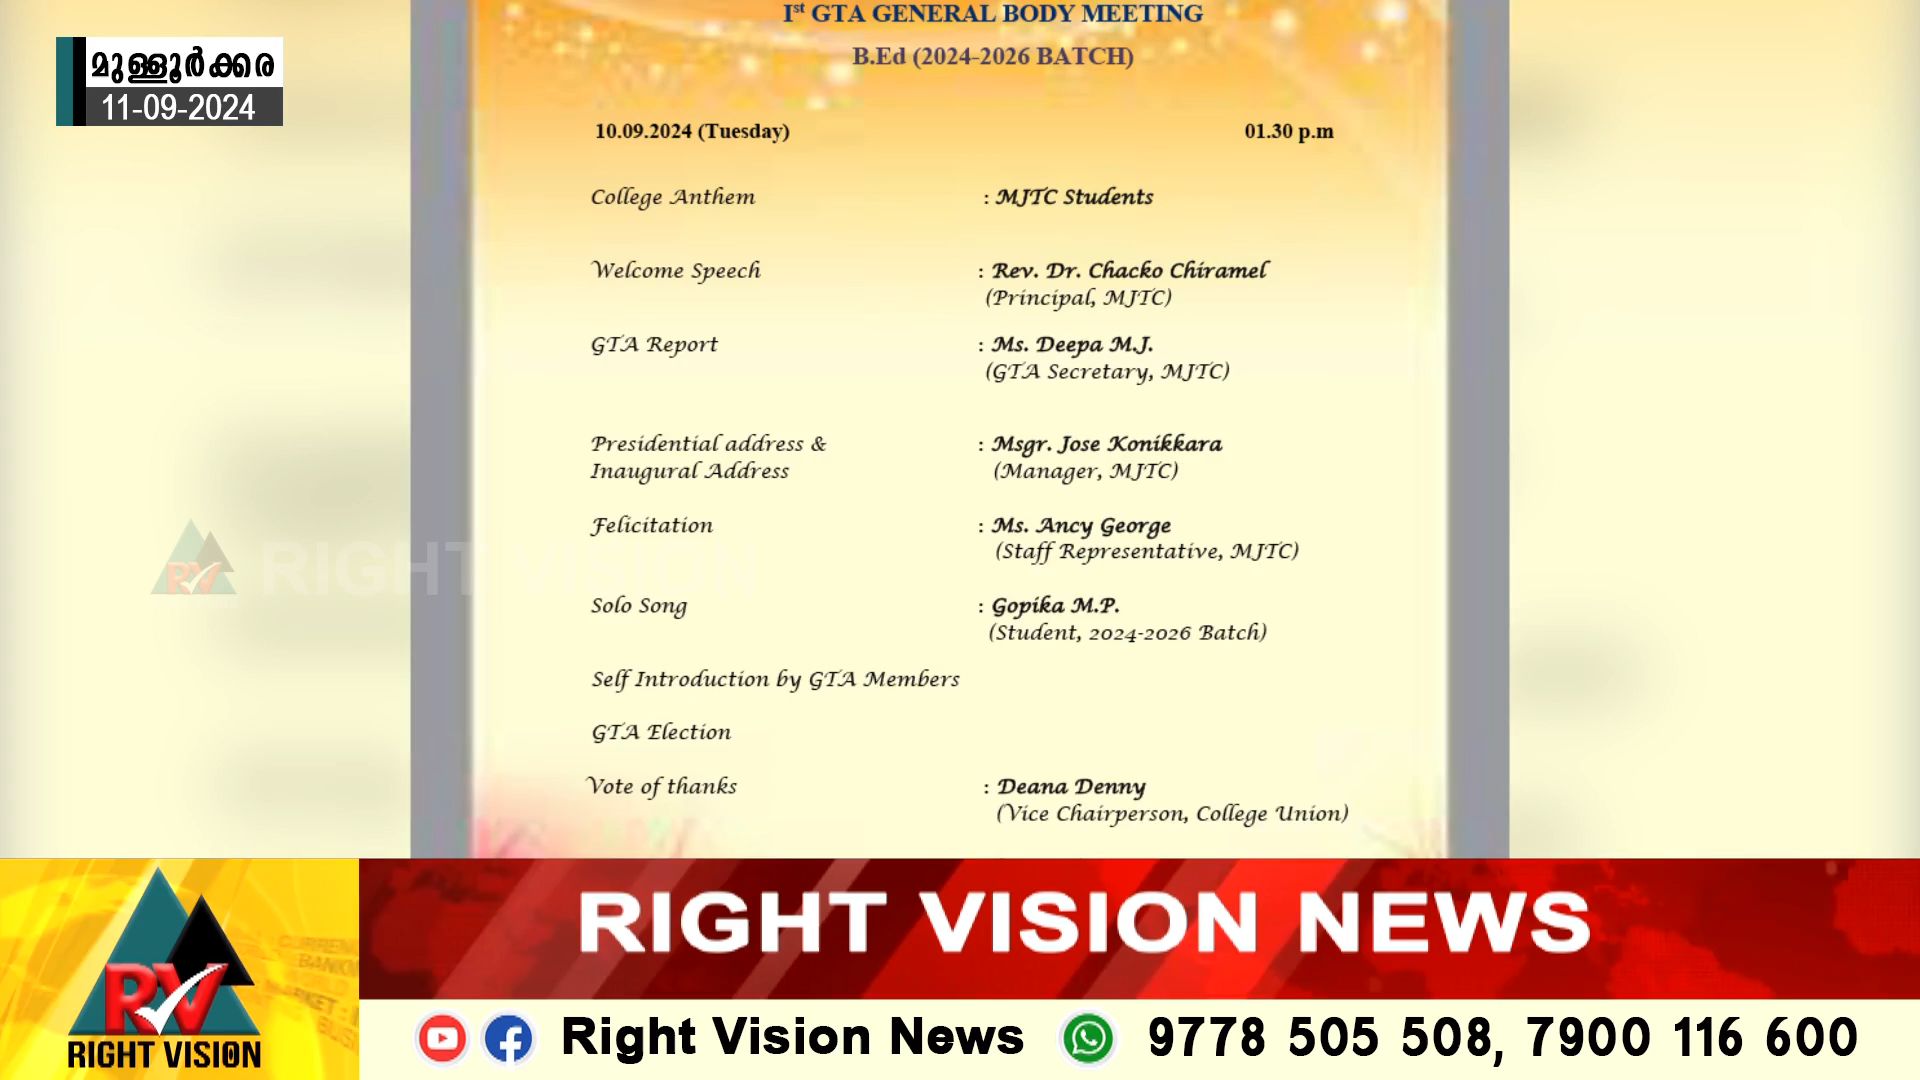 Iˢᵗ GTA GENERAL BODY MEETING
B.Ed (2024-2026 BATCH)
മുള്ളൂർക്കര
11-09-2024
10.09.2024 (Tuesday) 01.30 p.m
College Anthem : MJTC Students
Welcome Speech : Rev. Dr. Chacko Chiramel
(Principal, MJTC)
GTA Report : Ms. Deepa M.J.
(GTA Secretary, MJTC)
Presidential address & : Msgr. Jose Konikkara
Inaugural Address (Manager, MJTC)
Felicitation : Ms. Ancy George
(Staff Representative, MJTC)
RV RIGHT VISION
Solo Song : Gopika M.P.
(Student, 2024-2026 Batch)
Self Introduction by GTA Members
GTA Election
Vote of thanks : Deana Denny
(Vice Chairperson, College Union)
RIGHT VISION NEWS
RV
RIGHT VISION
Right Vision News 9778 505 508, 7900 116 600